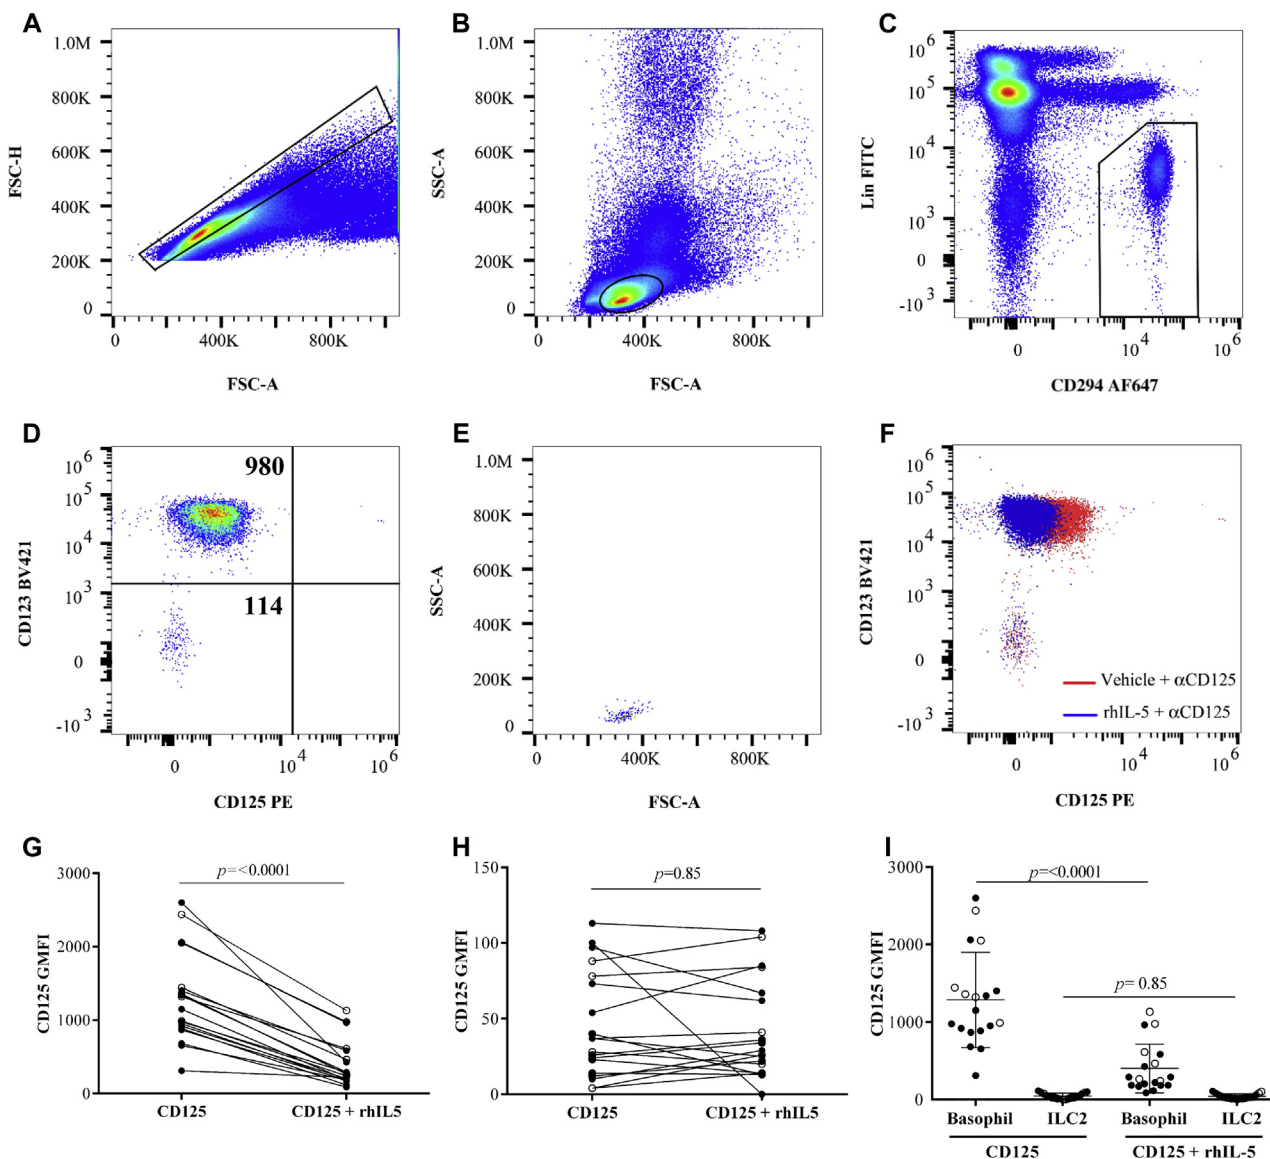 A
1.0M
800K
600K
400K
200K
0
FSC-H
0
400K
800K
FSC-A
B
1.0M
800K
600K
400K
200K
0
SSC-A
0
400K
800K
FSC-A
C
10^6
10^5
10^4
10^3
0
-10^3
Lin FITC
0
10^4
10^6
CD294 AF647
D
10^6
10^5
10^4
10^3
0
-10^3
CD123 BV421
980
114
0
10^4
10^6
CD125 PE
E
1.0M
800K
600K
400K
200K
0
SSC-A
0
400K
800K
FSC-A
F
10^6
10^5
10^4
10^3
0
-10^3
CD123 BV421
Vehicle + αCD125
rhIL-5 + αCD125
0
10^4
10^6
CD125 PE
G
3000
2000
1000
0
CD125 GMFI
p=<0.0001
CD125
CD125 + rhIL5
H
150
100
50
0
CD125 GMFI
p=0.85
CD125
CD125 + rhIL5
I
3000
2000
1000
0
CD125 GMFI
p=<0.0001
p= 0.85
Basophil
ILC2
Basophil
ILC2
CD125
CD125 + rhIL-5